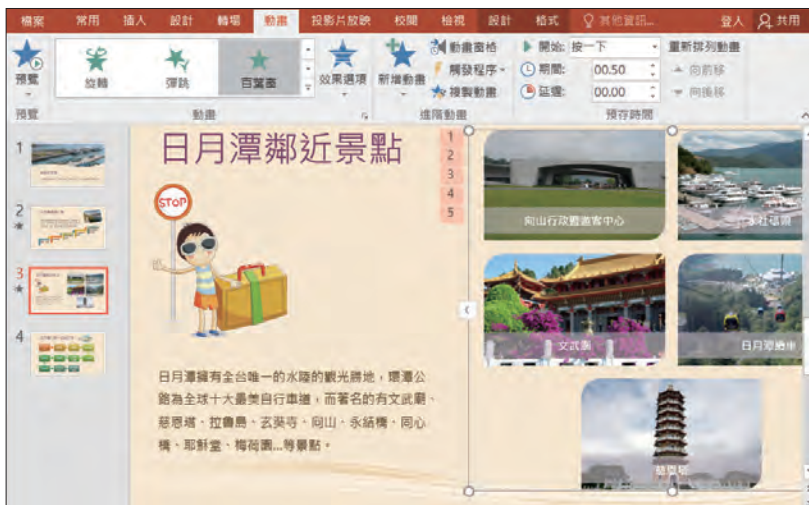 檔案 常用 插入 設計 轉場 動畫 投影片放映 校閱 檢視 設計 格式 其他資訊... 登入 共用
預覽
旋轉 彈跳 百葉窗
效果選項
新增動畫
動畫窗格
觸發程序
複製動畫
開始: 按一下
期間: 00.50
延遲: 00.00
重新排列動畫
向前移
向後移
預覽 動畫 進階動畫 預存時間
1
2
3
4
日月潭鄰近景點
STOP
日月潭擁有全台唯一的水陸的觀光勝地，環潭公
路為全球十大最美自行車道，而著名的有文武廟、
慈恩塔、拉魯島、玄奘寺、向山、永結橋、同心
橋、耶穌堂、梅荷園...等景點。
1
2
3
4
5
向山行政暨遊客中心
水社碼頭
文武廟
日月潭纜車
慈恩塔